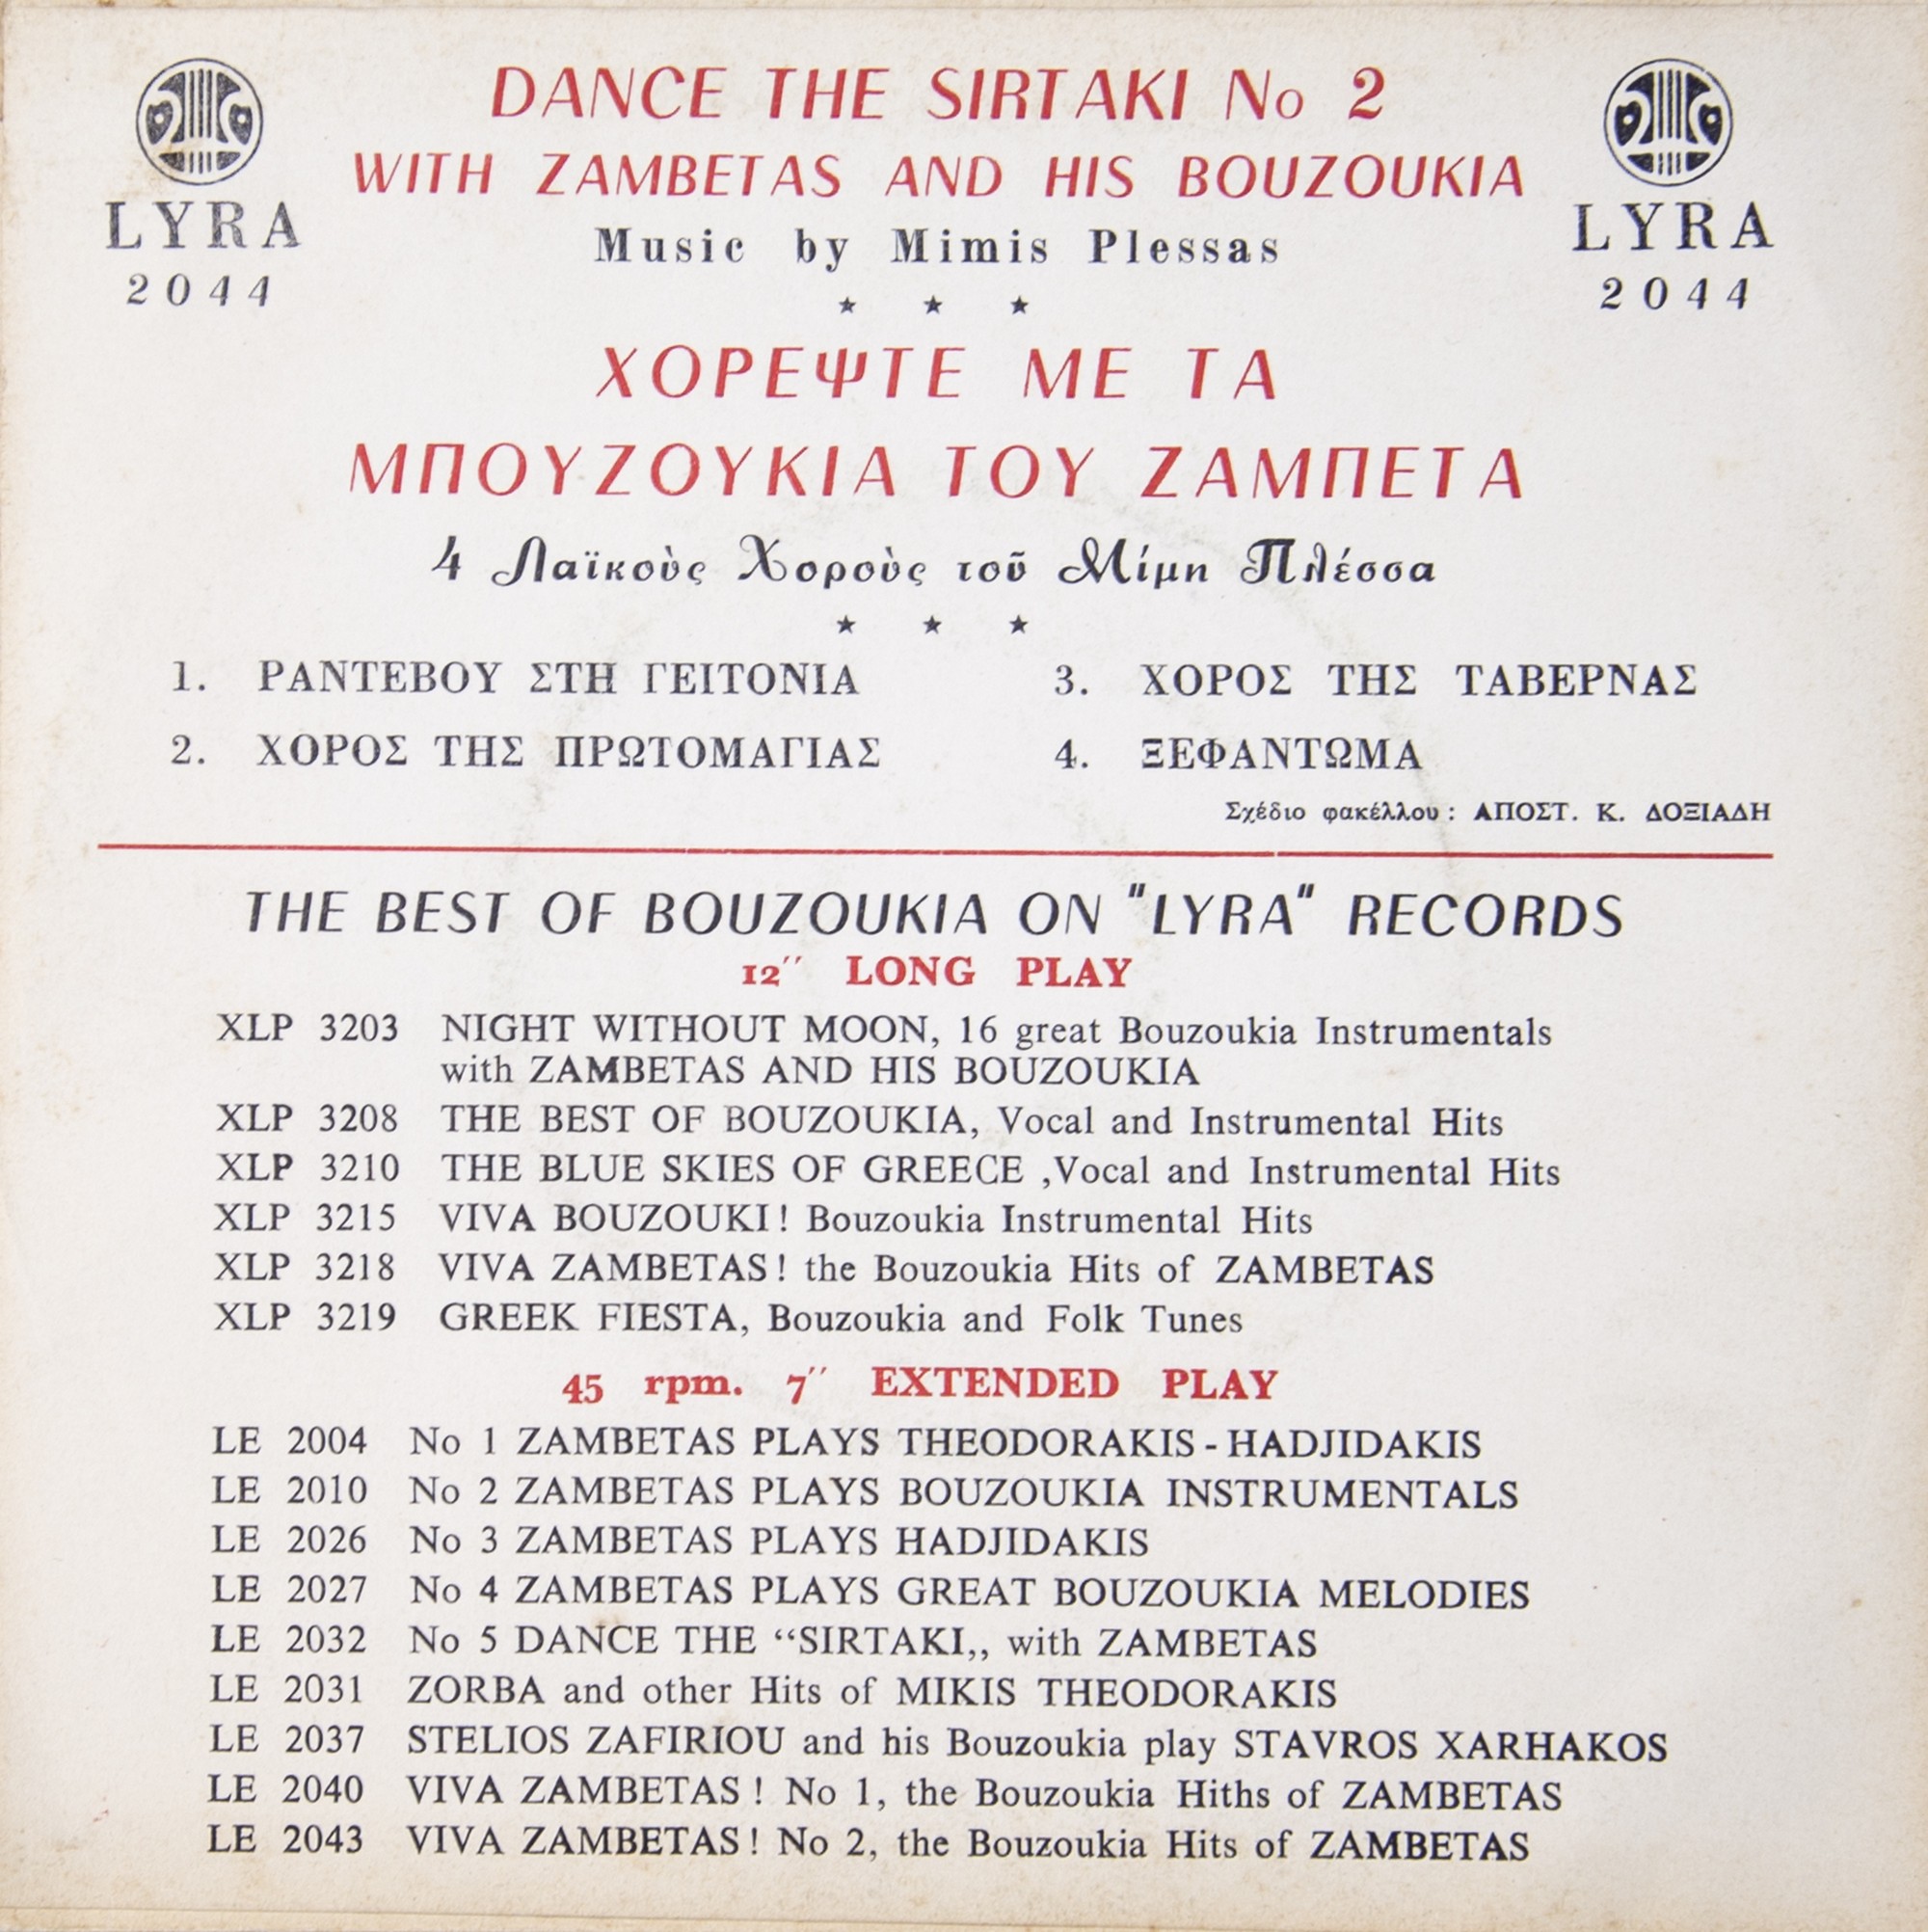 DANCE THE SIRTAKI No 2
WITH ZAMBETAS AND HIS BOUZOUKIA
Music by Mimis Plessas
LYRA
2044
LYRA
2044
★ ★ ★
ΧΟΡΕΨΤΕ ΜΕ ΤΑ
ΜΠΟΥΖΟΥΚΙΑ ΤΟΥ ΖΑΜΠΕΤΑ
4 Λαϊκοὺς Χοροὺς τοῦ Μίμη Πλέσσα
★ ★ ★
1. ΡΑΝΤΕΒΟΥ ΣΤΗ ΓΕΙΤΟΝΙΑ
2. ΧΟΡΟΣ ΤΗΣ ΠΡΩΤΟΜΑΓΙΑΣ
3. ΧΟΡΟΣ ΤΗΣ ΤΑΒΕΡΝΑΣ
4. ΞΕΦΑΝΤΩΜΑ
Σχέδιο φακέλλου : ΑΠΟΣΤ. Κ. ΔΟΞΙΑΔΗ
THE BEST OF BOUZOUKIA ON "LYRA" RECORDS
12'' LONG PLAY
XLP 3203 NIGHT WITHOUT MOON, 16 great Bouzoukia Instrumentals
with ZAMBETAS AND HIS BOUZOUKIA
XLP 3208 THE BEST OF BOUZOUKIA, Vocal and Instrumental Hits
XLP 3210 THE BLUE SKIES OF GREECE ,Vocal and Instrumental Hits
XLP 3215 VIVA BOUZOUKI! Bouzoukia Instrumental Hits
XLP 3218 VIVA ZAMBETAS! the Bouzoukia Hits of ZAMBETAS
XLP 3219 GREEK FIESTA, Bouzoukia and Folk Tunes
45 rpm. 7'' EXTENDED PLAY
LE 2004 No 1 ZAMBETAS PLAYS THEODORAKIS - HADJIDAKIS
LE 2010 No 2 ZAMBETAS PLAYS BOUZOUKIA INSTRUMENTALS
LE 2026 No 3 ZAMBETAS PLAYS HADJIDAKIS
LE 2027 No 4 ZAMBETAS PLAYS GREAT BOUZOUKIA MELODIES
LE 2032 No 5 DANCE THE “SIRTAKI,, with ZAMBETAS
LE 2031 ZORBA and other Hits of MIKIS THEODORAKIS
LE 2037 STELIOS ZAFIRIOU and his Bouzoukia play STAVROS XARHAKOS
LE 2040 VIVA ZAMBETAS! No 1, the Bouzoukia Hiths of ZAMBETAS
LE 2043 VIVA ZAMBETAS! No 2, the Bouzoukia Hits of ZAMBETAS